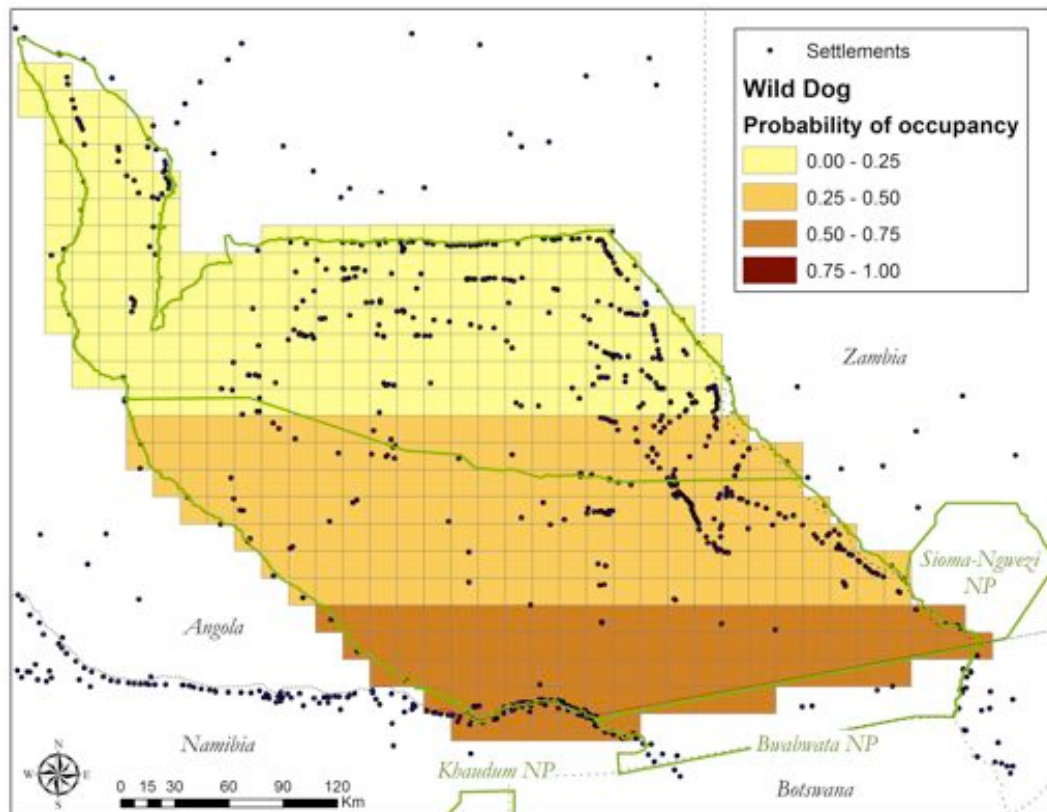 Settlements
Wild Dog
Probability of occupancy
0.00 - 0.25
0.25 - 0.50
0.50 - 0.75
0.75 - 1.00
Zambia
Sioma-Ngwezi
NP
Angola
Namibia
Khaudum NP
Bwabwata NP
Botswana
N
W E
S
0 15 30 60 90 120
Km